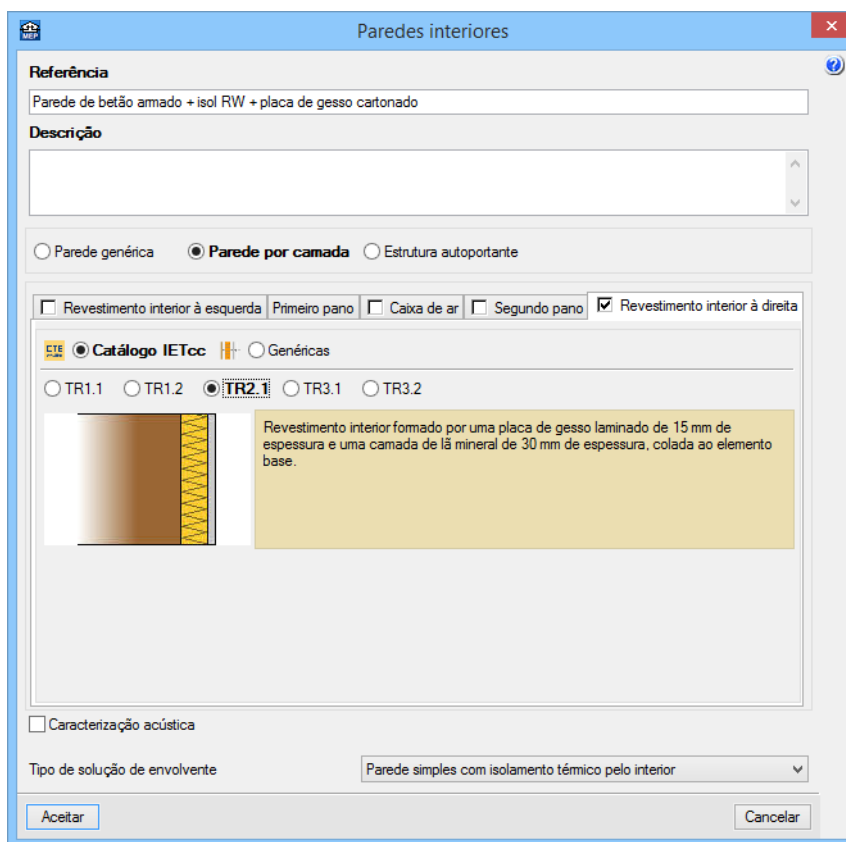 MEP
Paredes interiores
Referência
Parede de betão armado + isol RW + placa de gesso cartonado
Descrição
Parede genérica Parede por camada Estrutura autoportante
Revestimento interior à esquerda Primeiro pano Caixa de ar Segundo pano Revestimento interior à direita
CTE Catálogo IETcc Genéricas
TR1.1 TR1.2 TR2.1 TR3.1 TR3.2
Revestimento interior formado por uma placa de gesso laminado de 15 mm de
espessura e uma camada de lã mineral de 30 mm de espessura, colada ao elemento
base.
Caracterização acústica
Tipo de solução de envolvente Parede simples com isolamento térmico pelo interior
Aceitar Cancelar